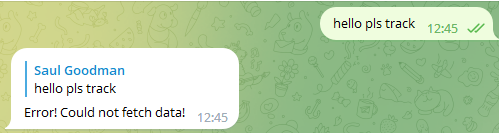 hello pls track 12:45
Saul Goodman
hello pls track
Error! Could not fetch data! 12:45